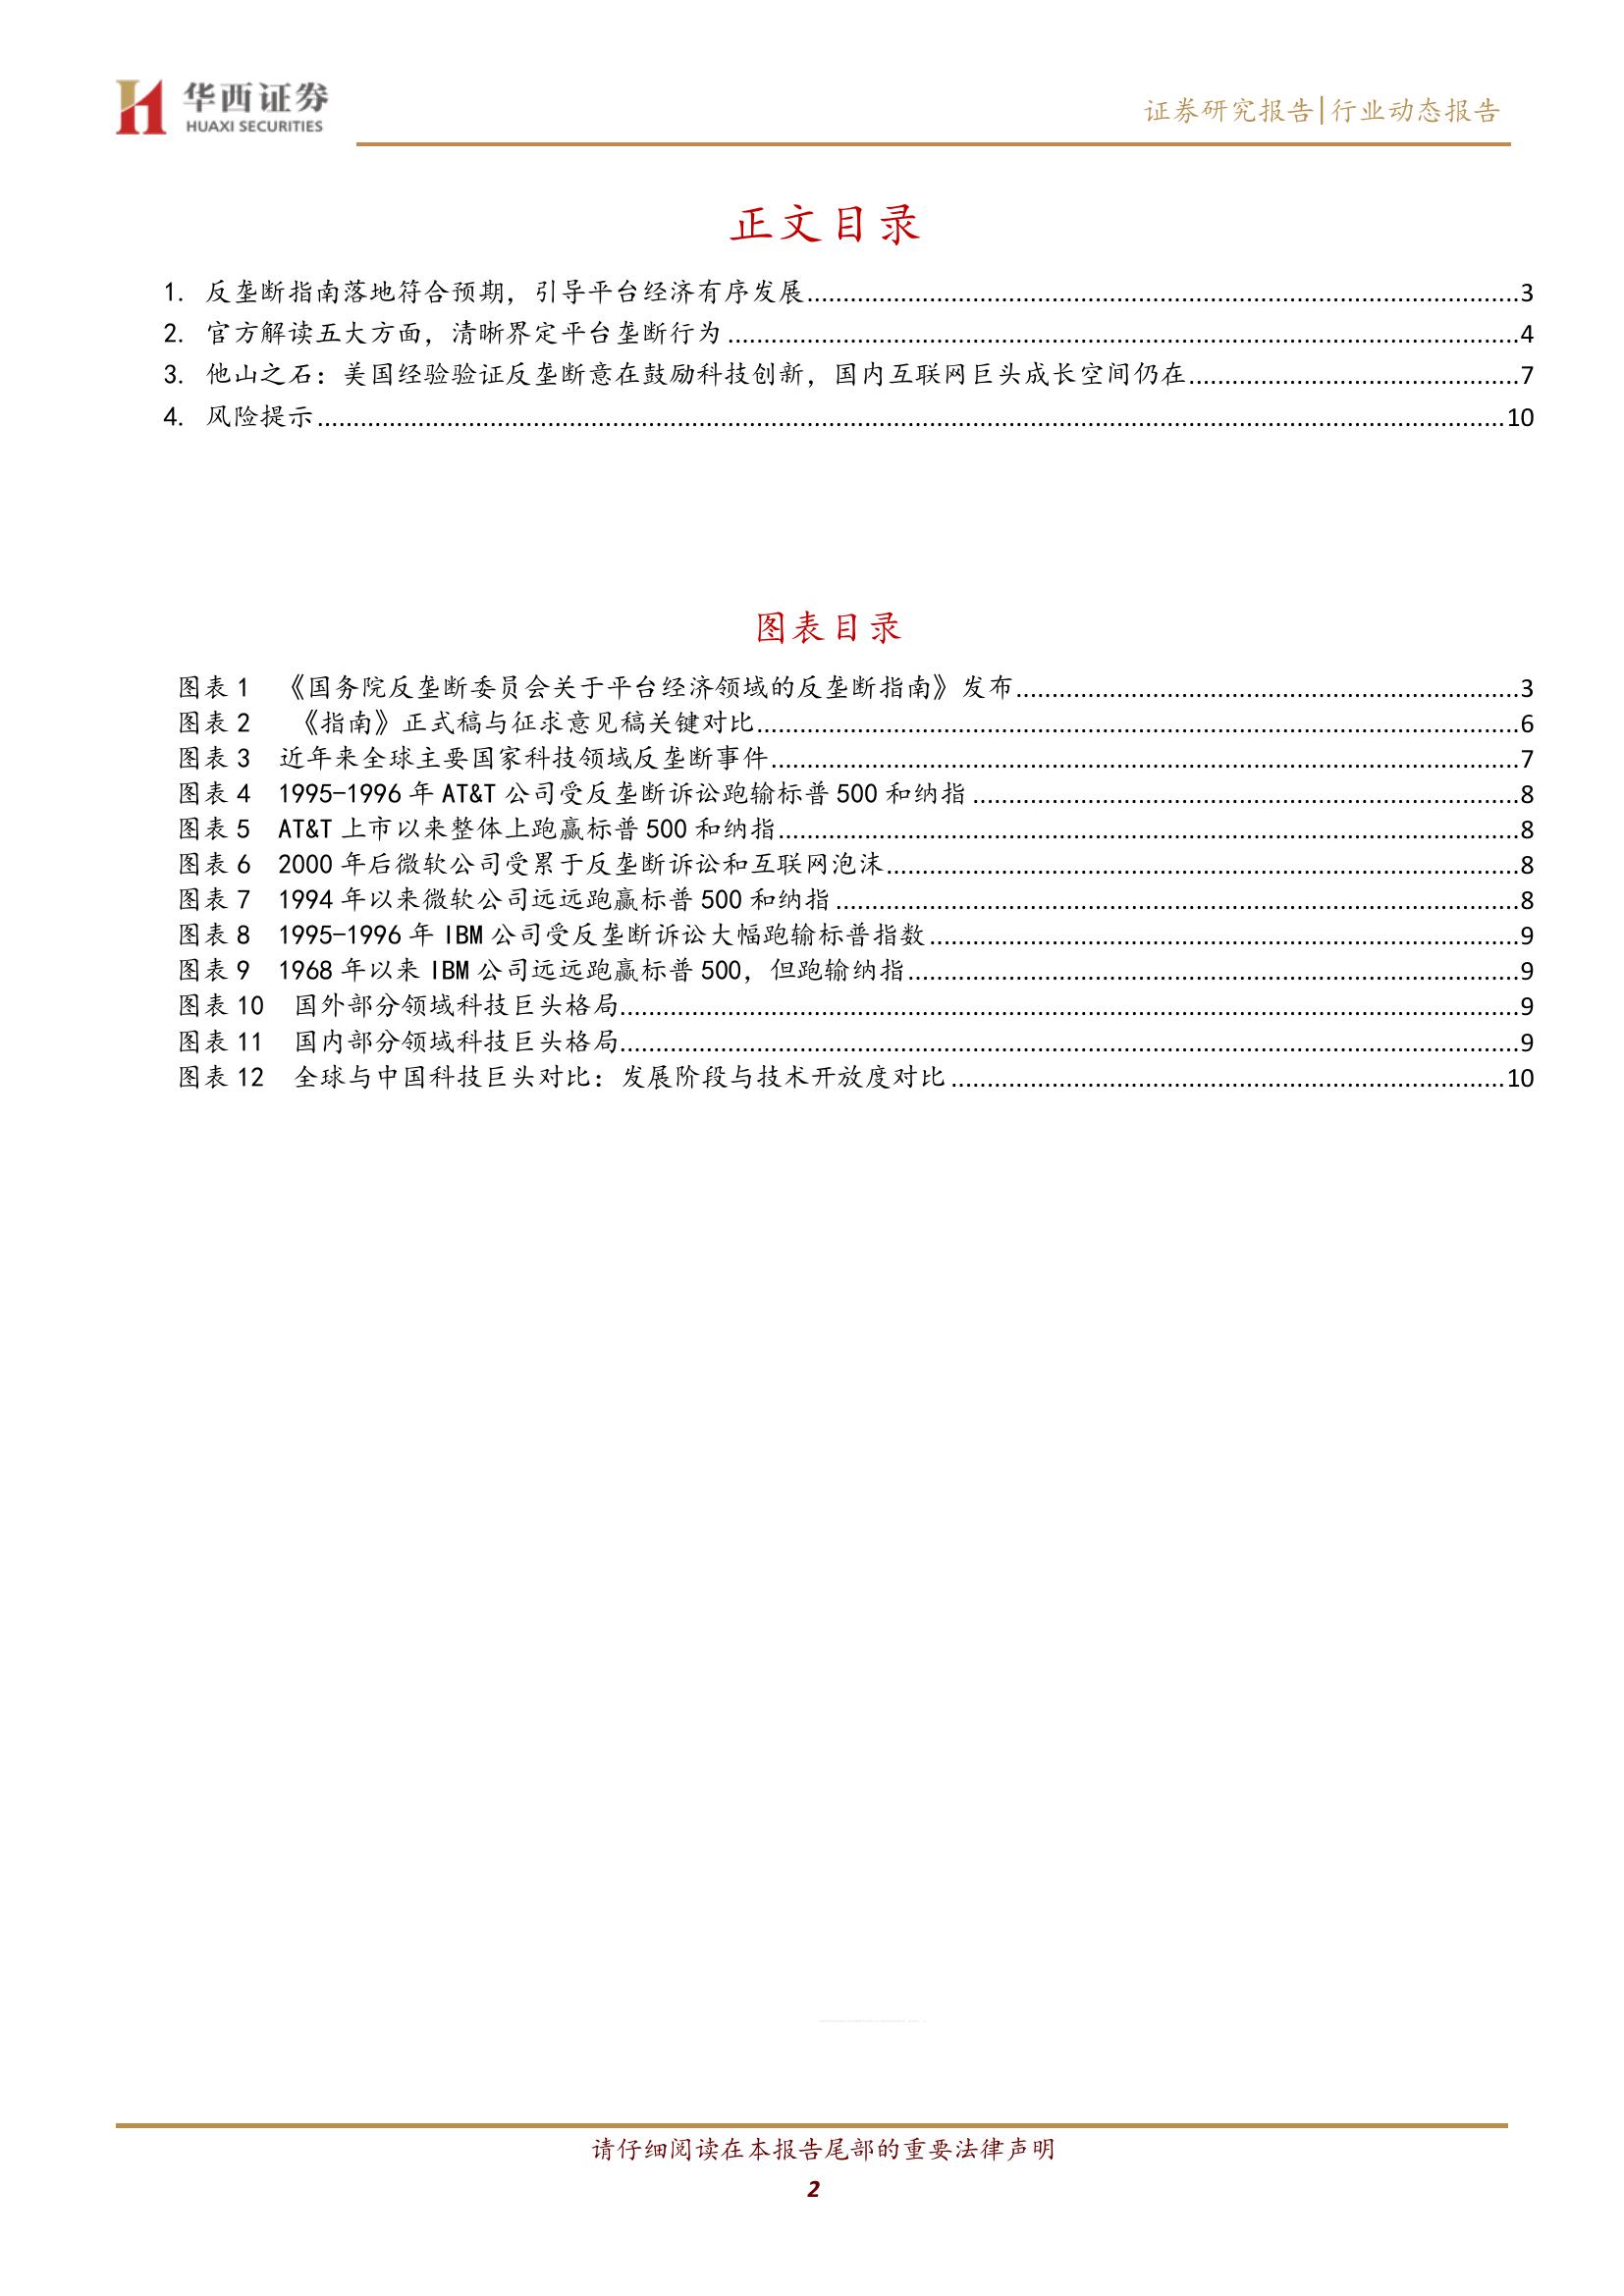 华西证券
HUAXI SECURITIES
证券研究报告|行业动态报告
正文目录
1. 反垄断指南落地符合预期，引导平台经济有序发展....................3
2. 官方解读五大方面，清晰界定平台垄断行为....................4
3. 他山之石：美国经验验证反垄断意在鼓励科技创新，国内互联网巨头成长空间仍在....................7
4. 风险提示....................10
图表目录
图表 1 《国务院反垄断委员会关于平台经济领域的反垄断指南》发布....................3
图表 2 《指南》正式稿与征求意见稿关键对比....................6
图表 3 近年来全球主要国家科技领域反垄断事件....................7
图表 4 1995-1996 年 AT&T 公司受反垄断诉讼跑输标普 500 和纳指....................8
图表 5 AT&T 上市以来整体上跑赢标普 500 和纳指....................8
图表 6 2000 年后微软公司受累于反垄断诉讼和互联网泡沫....................8
图表 7 1994 年以来微软公司远远跑赢标普 500 和纳指....................8
图表 8 1995-1996 年 IBM 公司受反垄断诉讼大幅跑输标普指数....................9
图表 9 1968 年以来 IBM 公司远远跑赢标普 500，但跑输纳指....................9
图表 10 国外部分领域科技巨头格局....................9
图表 11 国内部分领域科技巨头格局....................9
图表 12 全球与中国科技巨头对比：发展阶段与技术开放度对比....................10
请仔细阅读在本报告尾部的重要法律声明
2